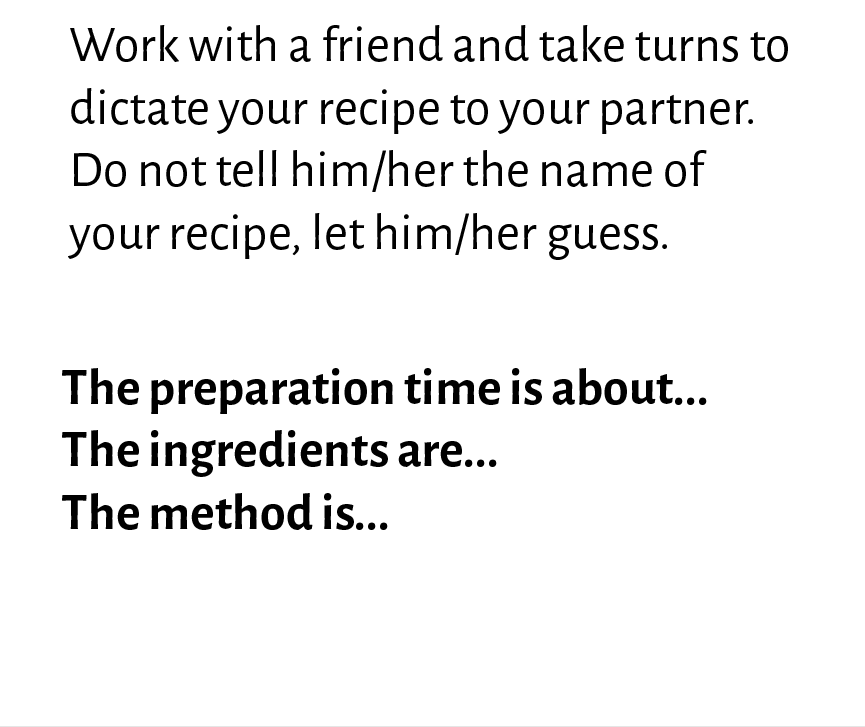 Work with a friend and take turns to
dictate your recipe to your partner.
Do not tell him/her the name of
your recipe, let him/her guess.
The preparation time is about...
The ingredients are...
The method is...